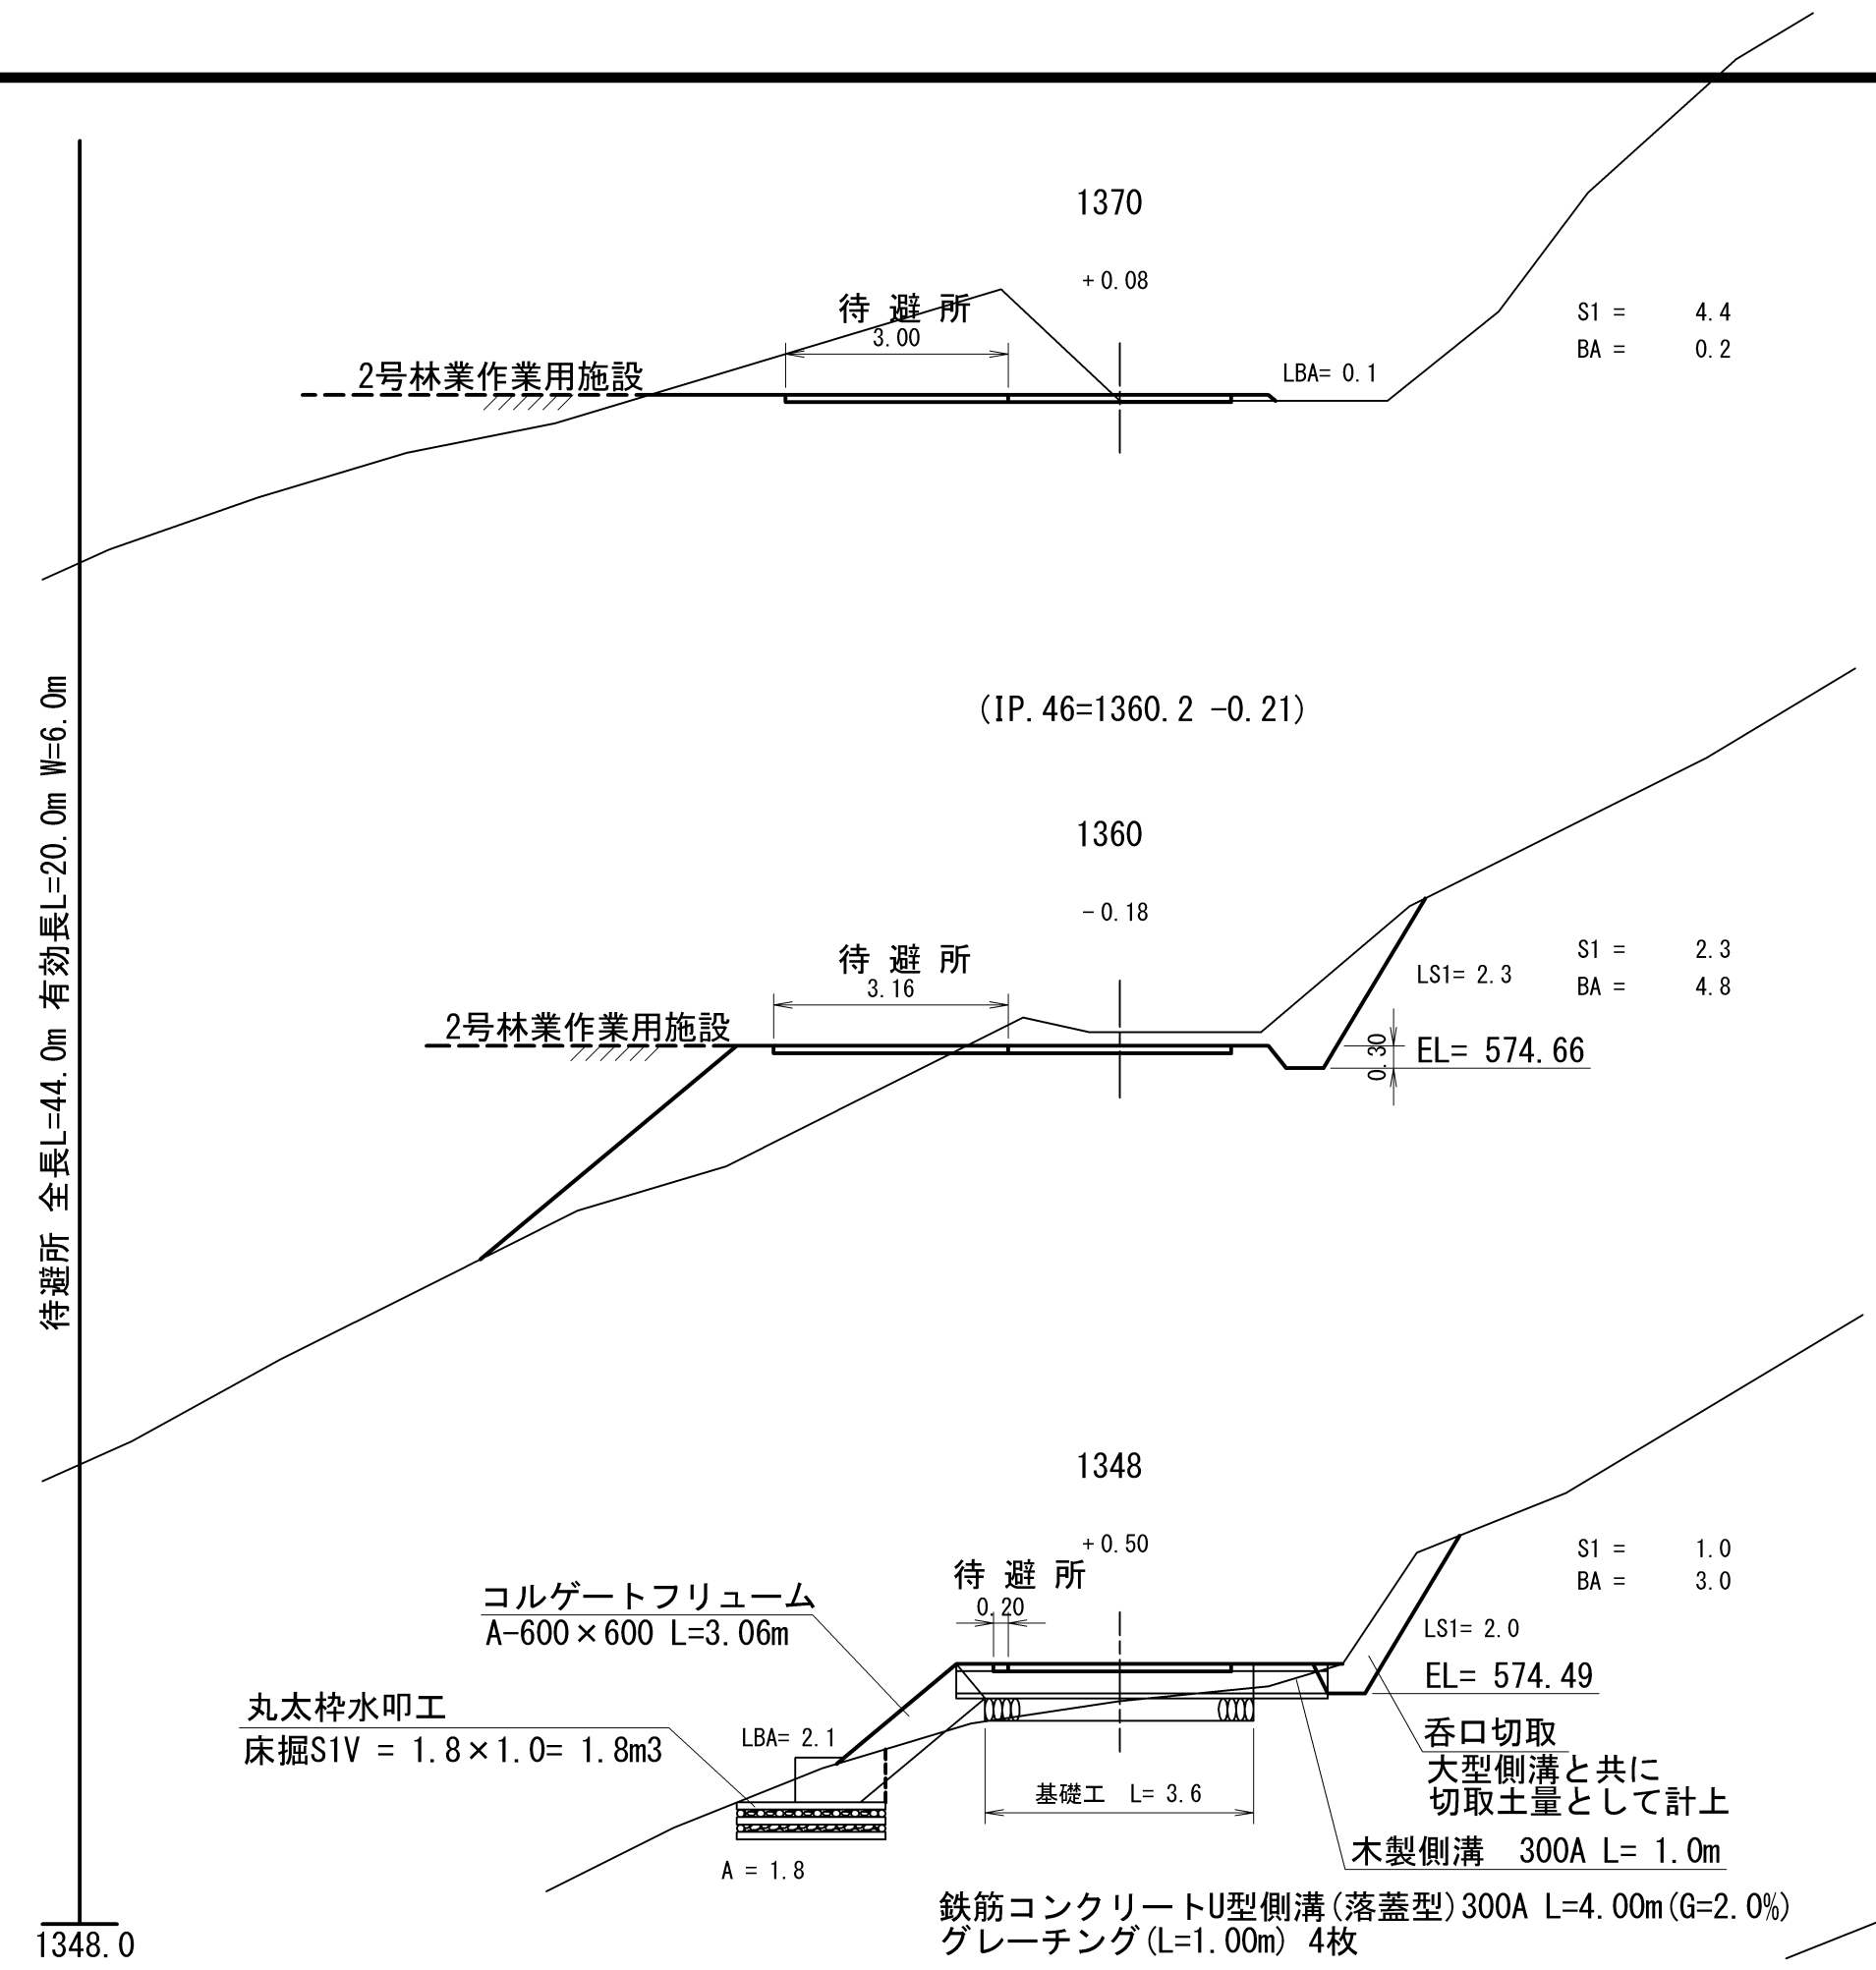 1370
+0.08
待 避 所
3.00
2号林業作業用施設
LBA= 0.1
S1 = 4.4
BA = 0.2
(IP.46=1360.2 -0.21)
1360
-0.18
待 避 所
3.16
2号林業作業用施設
LS1= 2.3
S1 = 2.3
BA = 4.8
0.30
EL= 574.66
待避所 全長L=44.0m 有効長L=20.0m W=6.0m
1348
+0.50
待 避 所
0.20
S1 = 1.0
BA = 3.0
コルゲートフリューム
A-600×600 L=3.06m
LS1= 2.0
EL= 574.49
丸太枠水叩工
床掘S1V = 1.8×1.0= 1.8m3
LBA= 2.1
呑口切取
大型側溝と共に
切取土量として計上
基礎工 L= 3.6
木製側溝 300A L= 1.0m
A = 1.8
鉄筋コンクリートU型側溝(落蓋型)300A L=4.00m(G=2.0%)
グレーチング(L=1.00m) 4枚
1348.0